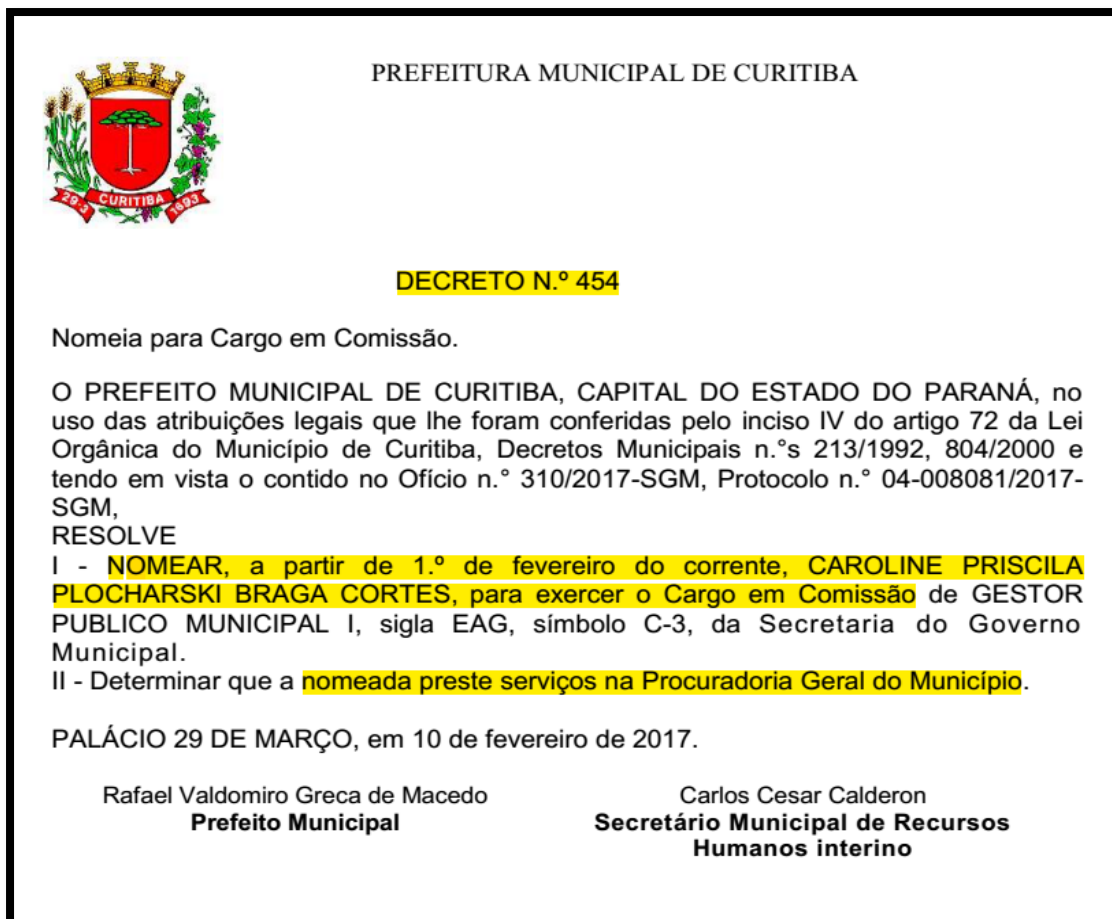 PREFEITURA MUNICIPAL DE CURITIBA
29-3 CURITIBA 1693
DECRETO N.º 454
Nomeia para Cargo em Comissão.
O PREFEITO MUNICIPAL DE CURITIBA, CAPITAL DO ESTADO DO PARANÁ, no
uso das atribuições legais que lhe foram conferidas pelo inciso IV do artigo 72 da Lei
Orgânica do Município de Curitiba, Decretos Municipais n.°s 213/1992, 804/2000 e
tendo em vista o contido no Ofício n.° 310/2017-SGM, Protocolo n.° 04-008081/2017-
SGM,
RESOLVE
I - NOMEAR, a partir de 1.º de fevereiro do corrente, CAROLINE PRISCILA
PLOCHARSKI BRAGA CORTES, para exercer o Cargo em Comissão de GESTOR
PUBLICO MUNICIPAL I, sigla EAG, símbolo C-3, da Secretaria do Governo
Municipal.
II - Determinar que a nomeada preste serviços na Procuradoria Geral do Município.
PALÁCIO 29 DE MARÇO, em 10 de fevereiro de 2017.
Rafael Valdomiro Greca de Macedo
Prefeito Municipal
Carlos Cesar Calderon
Secretário Municipal de Recursos
Humanos interino